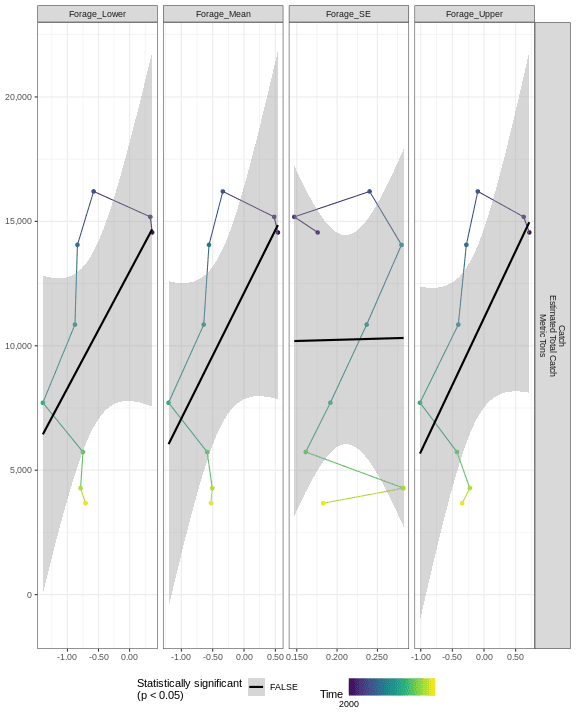 Forage_Lower Forage_Mean Forage_SE Forage_Upper
20,000
15,000
10,000
5,000
0
Catch
Estimated Total Catch
Metric Tons
-1.00 -0.50 0.00 -1.00 -0.50 0.00 0.50 0.150 0.200 0.250 -1.00 -0.50 0.00 0.50
Statistically significant
(p < 0.05)
FALSE
Time
2000